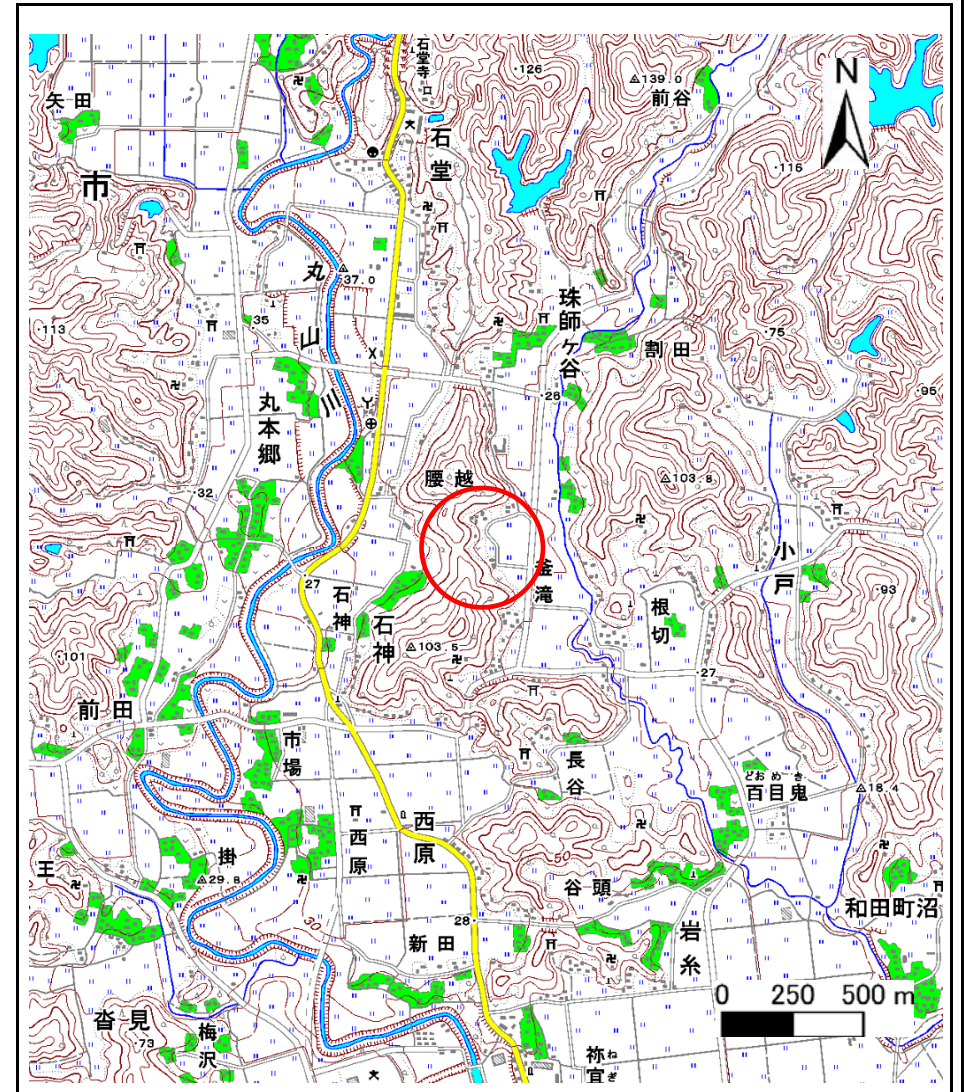 石堂寺
・126
△139.0
前谷
N
矢田
石堂
・116
市
丸山川
△37.0
珠師ヶ谷
・35
・113
・75
割田
丸本郷
・26
・95
腰越
△103.8
・32
釜滝
小戸
・27
石神
石神
根切
・93
△103.5
・101
・27
前田
市場
長谷
どおめき
百目鬼
△18.4
西原
西原
50
掛
王
△29.8
谷頭
和田町沼
30
28
新田
岩糸
0 250 500 m
沓見
・73
梅沢
祢宜
ねぎ